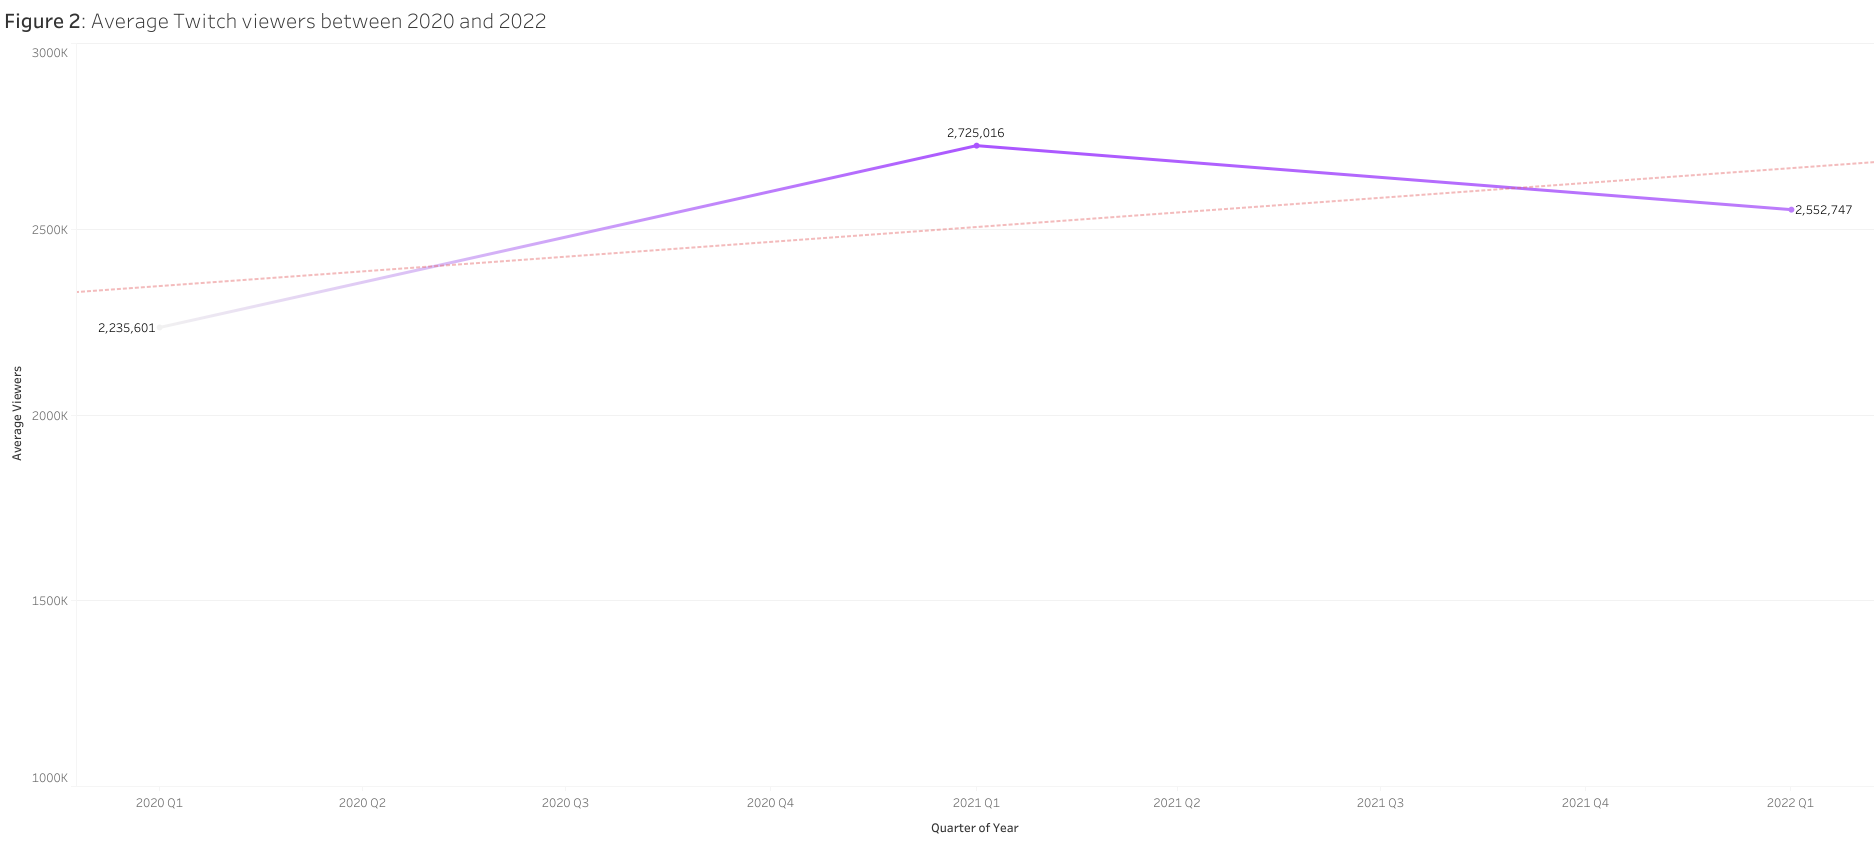 Figure 2: Average Twitch viewers between 2020 and 2022
3000K
2,725,016
2500K
2,552,747
2,235,601
2000K
Average Viewers
1500K
1000K
2020 Q1 2020 Q2 2020 Q3 2020 Q4 2021 Q1 2021 Q2 2021 Q3 2021 Q4 2022 Q1
Quarter of Year